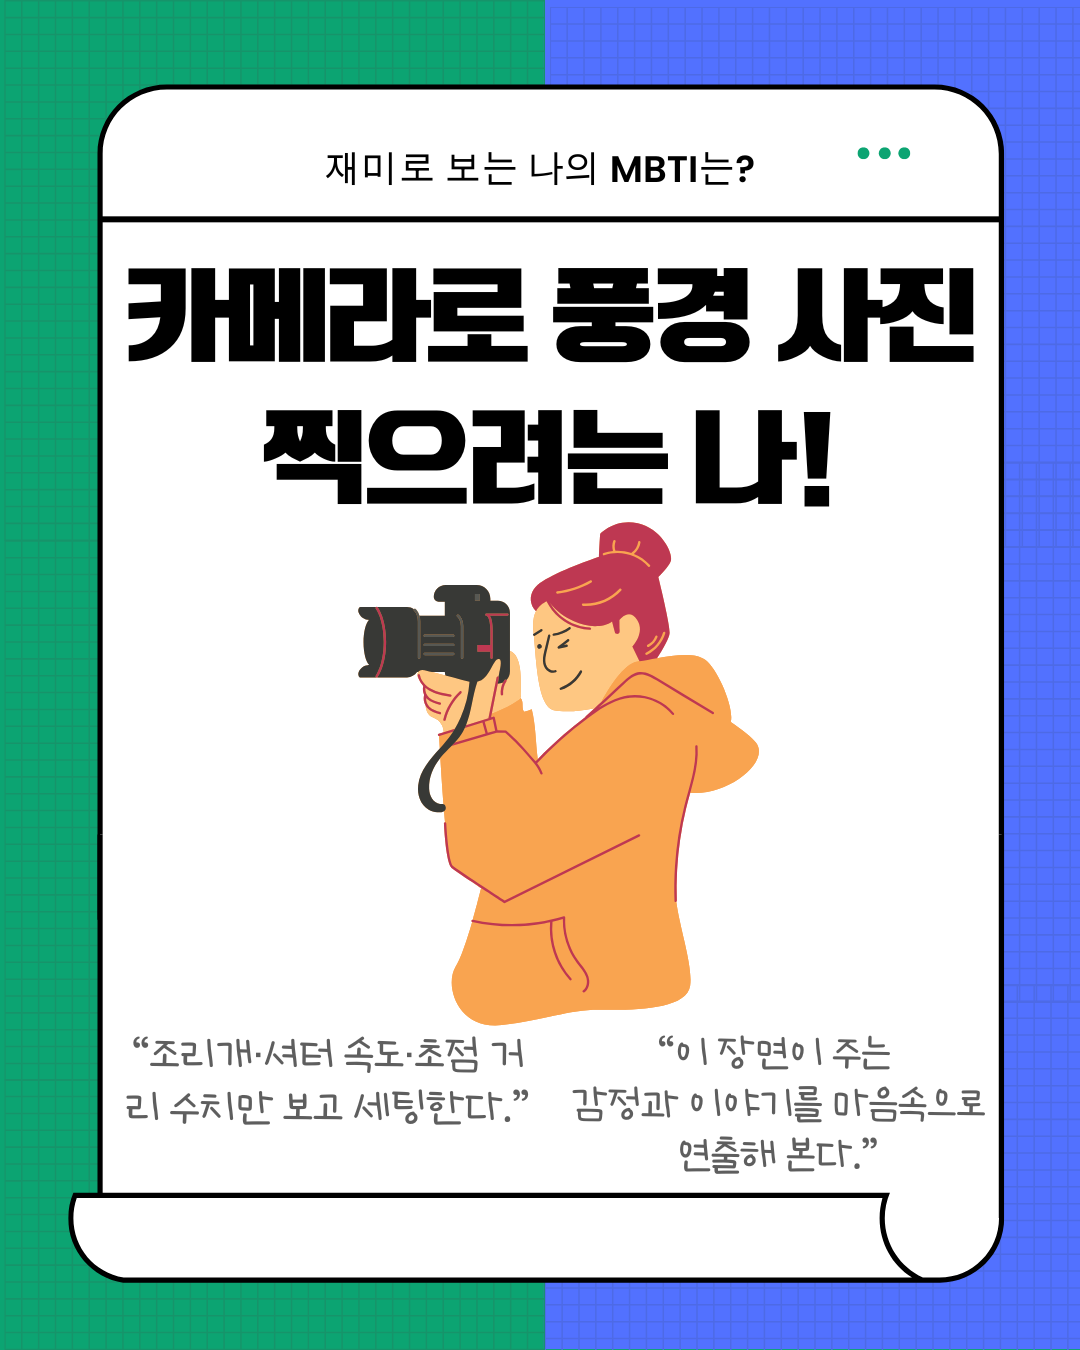 재미로 보는 나의 MBTI는?
카메라로 풍경 사진
찍으려는 나!
“조리개·셔터 속도·초점 거
리 수치만 보고 세팅한다.”
“이 장면이 주는
감정과 이야기를 마음속으로
연출해 본다.”